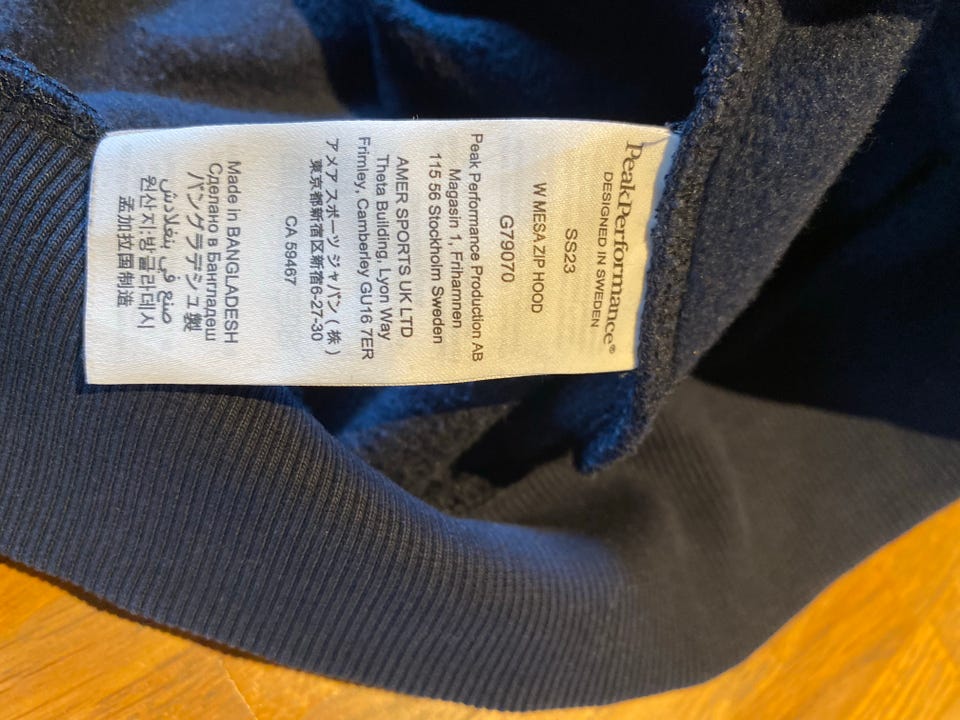 PeakPerformance®
DESIGNED IN SWEDEN
SS23
W MESA ZIP HOOD
G79070
Peak Performance Production AB
Magasin 1, Frihamnen
115 56 Stockholm Sweden
AMER SPORTS UK LTD
Theta Building, Lyon Way
Frimley, Camberley GU16 7ER
アメア スポーツ ジャパン (株)
東京都新宿区新宿6-27-30
CA 59467
Made in BANGLADESH
Сделано в Бангладеш
バングラデシュ 製
صنع في بنغلادش
원산지:방글라데시
孟加拉国制造